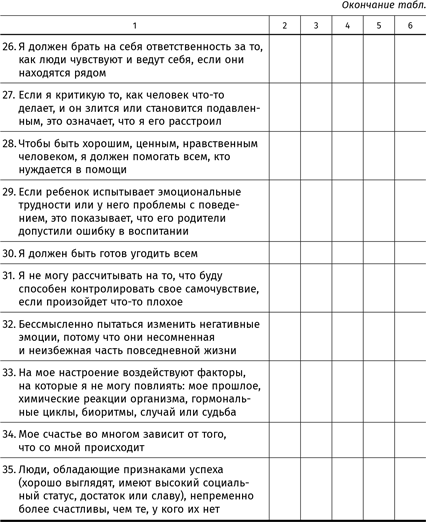 Окончание табл.
1 2 3 4 5 6
26. Я должен брать на себя ответственность за то,
как люди чувствуют и ведут себя, если они
находятся рядом
27. Если я критикую то, как человек что-то
делает, и он злится или становится подавлен-
ным, это означает, что я его расстроил
28. Чтобы быть хорошим, ценным, нравственным
человеком, я должен помогать всем, кто
нуждается в помощи
29. Если ребенок испытывает эмоциональные
трудности или у него проблемы с поведе-
нием, это показывает, что его родители
допустили ошибку в воспитании
30. Я должен быть готов угодить всем
31. Я не могу рассчитывать на то, что буду
способен контролировать свое самочувствие,
если произойдет что-то плохое
32. Бессмысленно пытаться изменить негативные
эмоции, потому что они несомненная
и неизбежная часть повседневной жизни
33. На мое настроение воздействуют факторы,
на которые я не могу повлиять: мое прошлое,
химические реакции организма, гормональ-
ные циклы, биоритмы, случай или судьба
34. Мое счастье во многом зависит от того,
что со мной происходит
35. Люди, обладающие признаками успеха
(хорошо выглядят, имеют высокий социаль-
ный статус, достаток или славу), непременно
более счастливы, чем те, у кого их нет